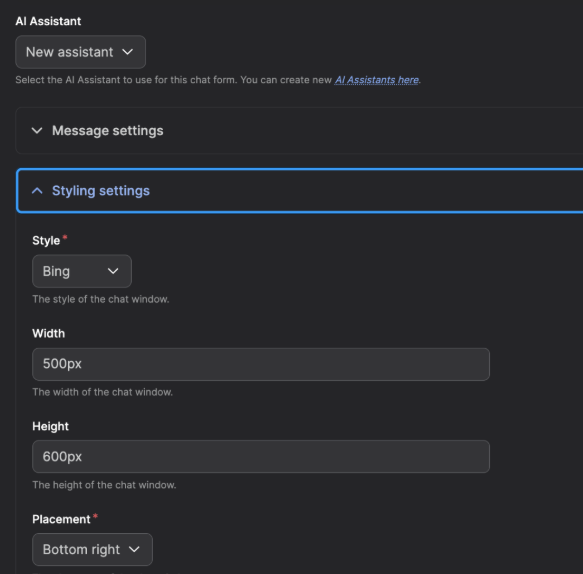 AI Assistant
New assistant
Select the AI Assistant to use for this chat form. You can create new AI Assistants here.
Message settings
Styling settings
Style*
Bing
The style of the chat window.
Width
500px
The width of the chat window.
Height
600px
The height of the chat window.
Placement*
Bottom right